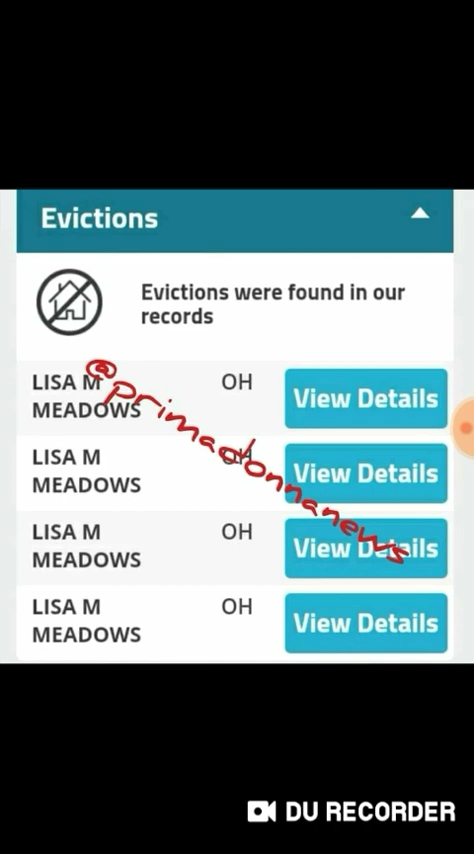 Evictions
Evictions were found in our
records
LISA M
MEADOWS
OH
View Details
LISA M
MEADOWS
OH
View Details
LISA M
MEADOWS
OH
View Details
LISA M
MEADOWS
OH
View Details
@primadonnanews
DU RECORDER